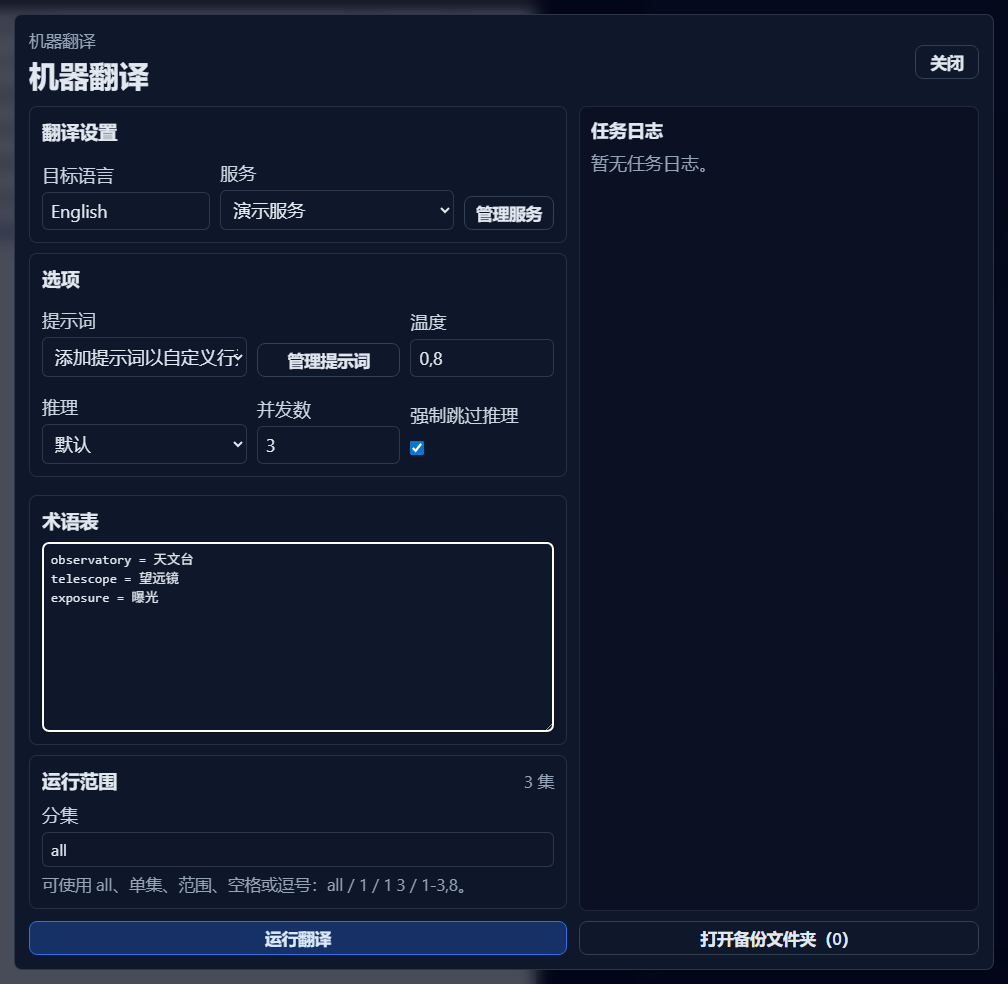 机器翻译
机器翻译
关闭
翻译设置
目标语言
服务
English
演示服务
管理服务
选项
提示词
温度
添加提示词以自定义行
管理提示词
0,8
推理
并发数
强制跳过推理
默认
3
术语表
observatory = 天文台
telescope = 望远镜
exposure = 曝光
运行范围
3 集
分集
all
可使用 all、单集、范围、空格或逗号：all / 1 / 1 3 / 1-3,8。
运行翻译
任务日志
暂无任务日志。
打开备份文件夹（0）